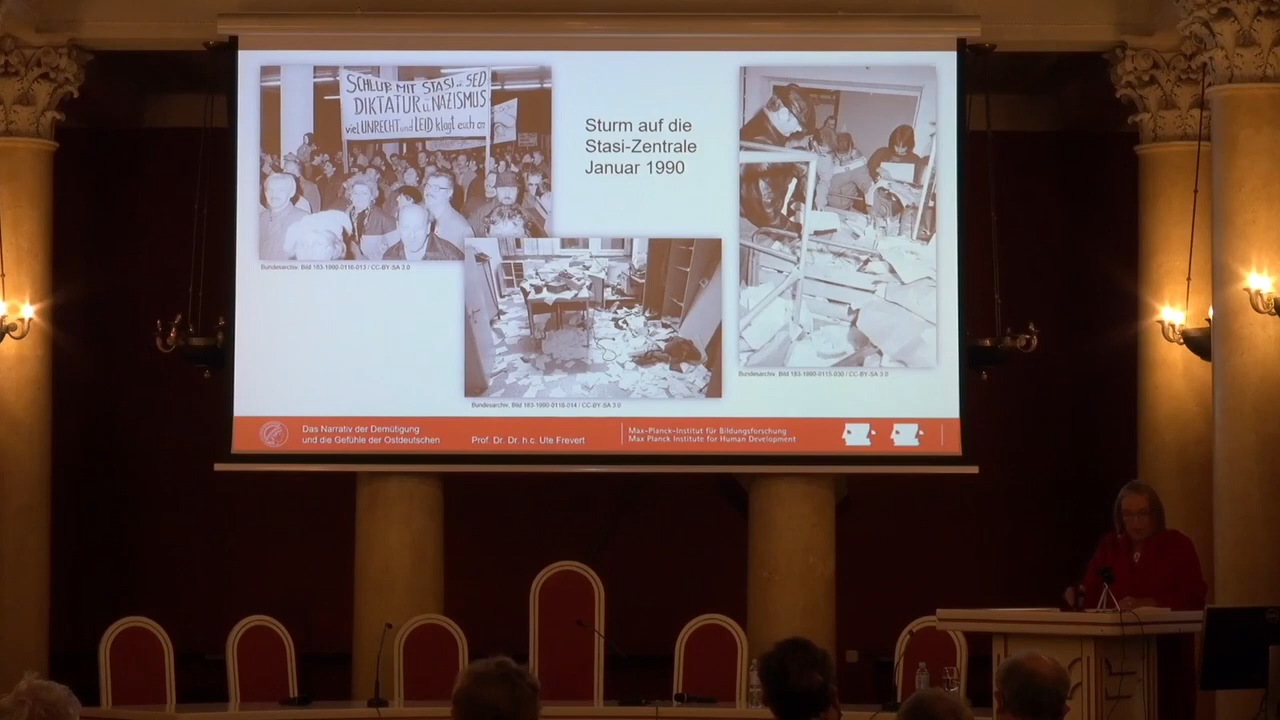 SCHLUß MIT STASI u. SED
DIKTATUR u. NAZISMUS
viel UNRECHT und LEID klagt euch an
Bundesarchiv, Bild 183-1990-0116-013 / CC-BY-SA 3.0
Sturm auf die
Stasi-Zentrale
Januar 1990
Bundesarchiv, Bild 183-1990-0116-014 / CC-BY-SA 3.0
Bundesarchiv, Bild 183-1990-0115-030 / CC-BY-SA 3.0
Das Narrativ der Demütigung
und die Gefühle der Ostdeutschen
Prof. Dr. Dr. h.c. Ute Frevert
Max-Planck-Institut für Bildungsforschung
Max Planck Institute for Human Development